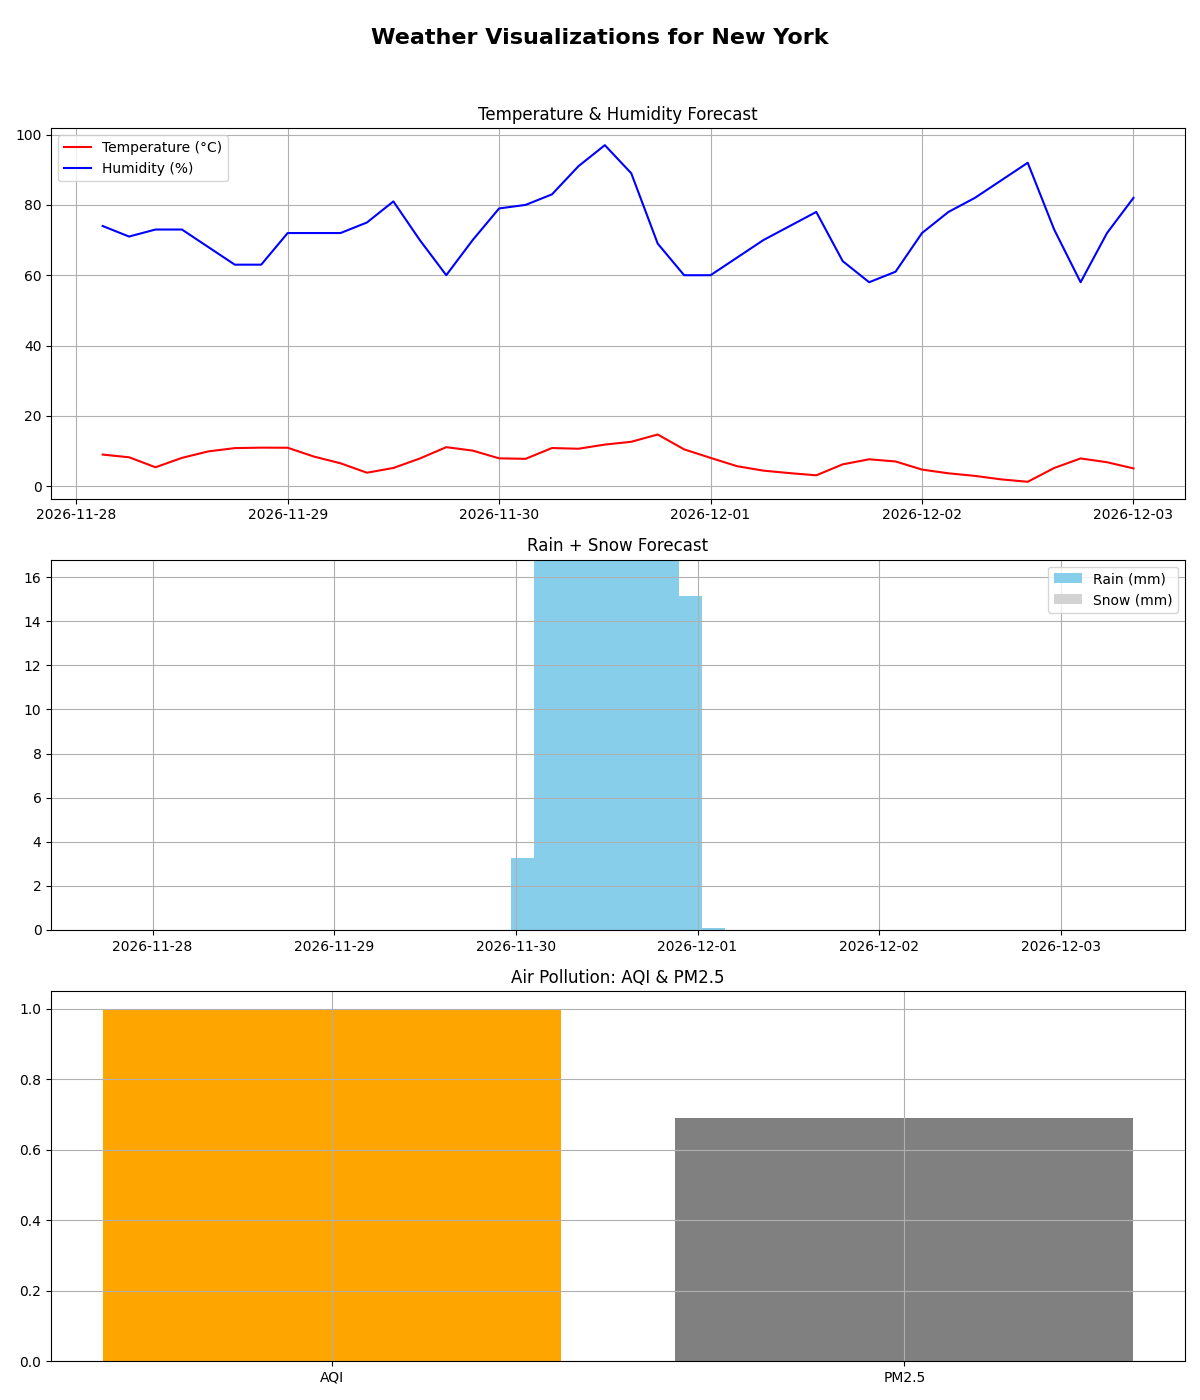 Weather Visualizations for New York
Temperature & Humidity Forecast
100
80
60
40
20
0
Temperature (°C)
Humidity (%)
2026-11-28 2026-11-29 2026-11-30 2026-12-01 2026-12-02 2026-12-03
Rain + Snow Forecast
16
14
12
10
8
6
4
2
0
Rain (mm)
Snow (mm)
2026-11-28 2026-11-29 2026-11-30 2026-12-01 2026-12-02 2026-12-03
Air Pollution: AQI & PM2.5
1.0
0.8
0.6
0.4
0.2
0.0
AQI PM2.5